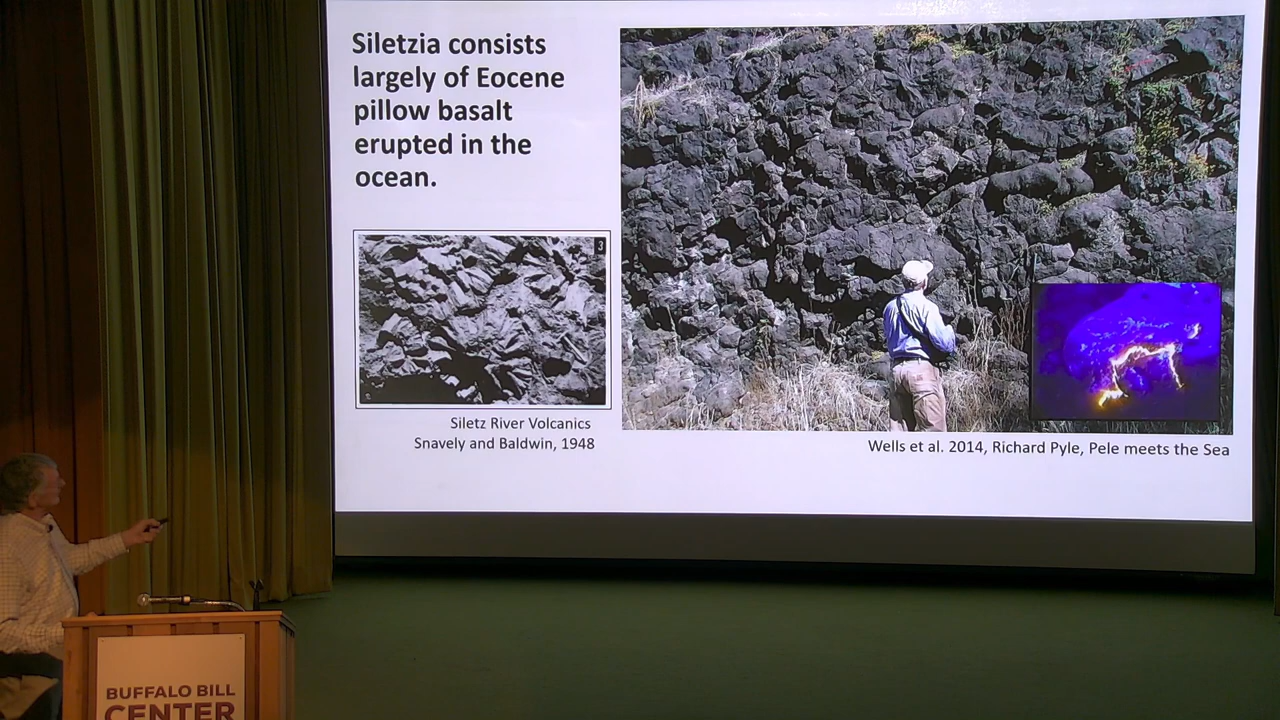 Siletzia consists
largely of Eocene
pillow basalt
erupted in the
ocean.
3
Siletz River Volcanics
Snavely and Baldwin, 1948
Wells et al. 2014, Richard Pyle, Pele meets the Sea
BUFFALO BILL
CENTER